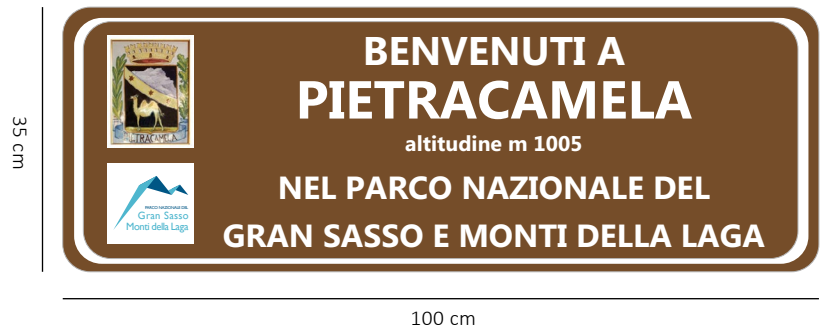 BENVENUTI A
PIETRACAMELA
altitudine m 1005
NEL PARCO NAZIONALE DEL
GRAN SASSO E MONTI DELLA LAGA
PIETRACAMELA
PARCO NAZIONALE DEL
Gran Sasso
Monti della Laga
35 cm
100 cm